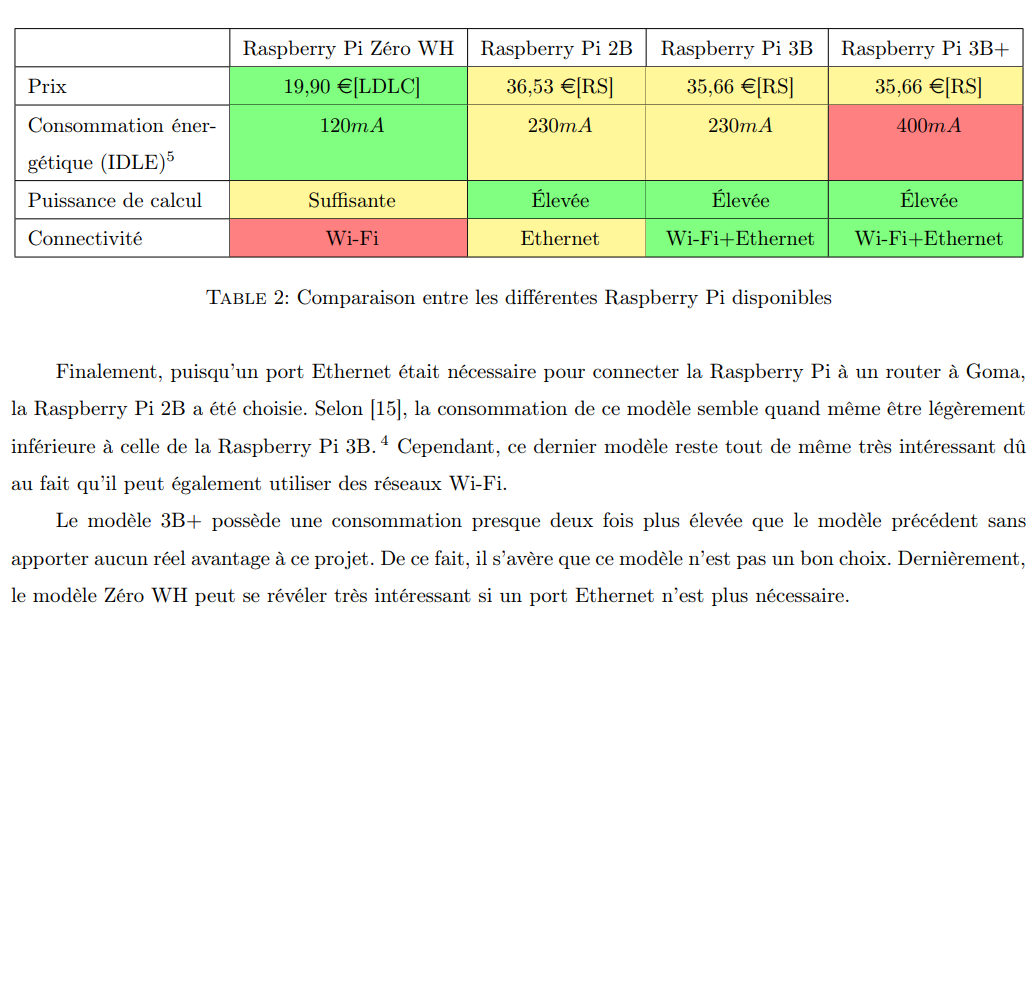 Raspberry Pi Zéro WH Raspberry Pi 2B Raspberry Pi 3B Raspberry Pi 3B+
Prix 19,90 €[LDLC] 36,53 €[RS] 35,66 €[RS] 35,66 €[RS]
Consommation éner- 120mA 230mA 230mA 400mA
gétique (IDLE)5
Puissance de calcul Suffisante Élevée Élevée Élevée
Connectivité Wi-Fi Ethernet Wi-Fi+Ethernet Wi-Fi+Ethernet
TABLE 2: Comparaison entre les différentes Raspberry Pi disponibles
Finalement, puisqu'un port Ethernet était nécessaire pour connecter la Raspberry Pi à un router à Goma,
la Raspberry Pi 2B a été choisie. Selon [15], la consommation de ce modèle semble quand même être légèrement
inférieure à celle de la Raspberry Pi 3B. 4 Cependant, ce dernier modèle reste tout de même très intéressant dû
au fait qu'il peut également utiliser des réseaux Wi-Fi.
Le modèle 3B+ possède une consommation presque deux fois plus élevée que le modèle précédent sans
apporter aucun réel avantage à ce projet. De ce fait, il s'avère que ce modèle n'est pas un bon choix. Dernièrement,
le modèle Zéro WH peut se révéler très intéressant si un port Ethernet n'est plus nécessaire.